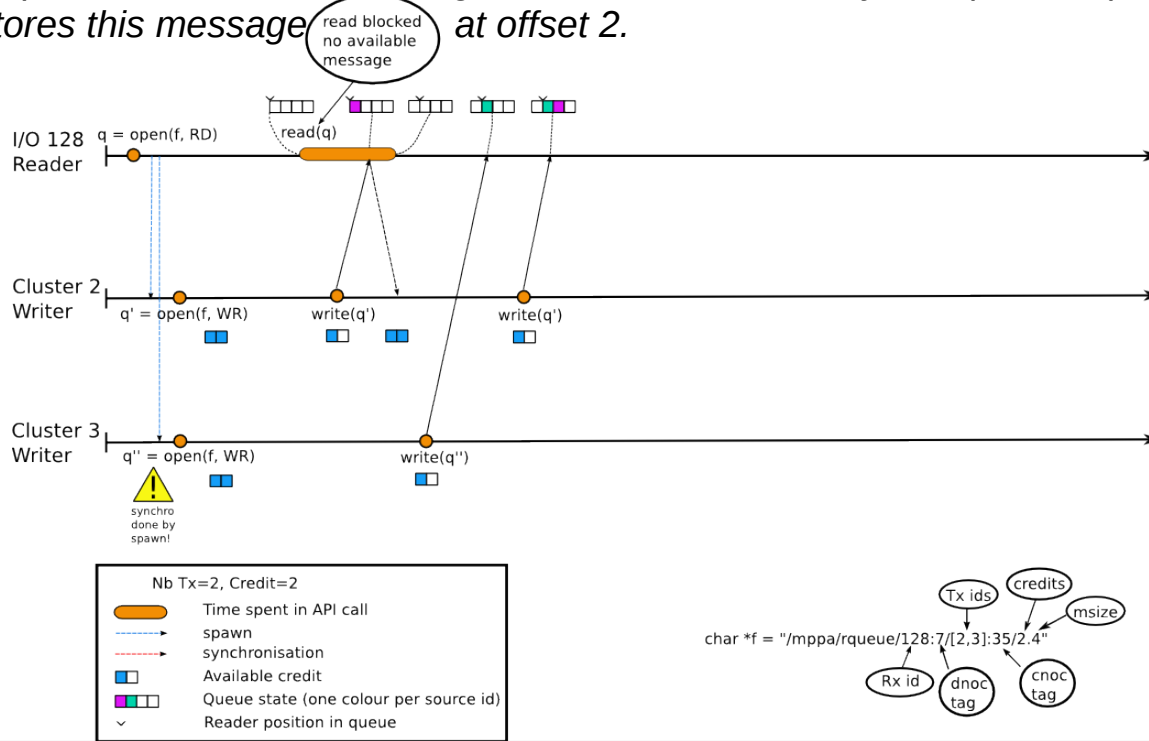 tores this message at offset 2.
read blocked
no available
message
I/O 128
Reader
q = open(f, RD)
read(q)
Cluster 2
Writer
q' = open(f, WR)
write(q')
write(q')
Cluster 3
Writer
q'' = open(f, WR)
write(q'')
!
synchro
done by
spawn!
Nb Tx=2, Credit=2
Time spent in API call
spawn
synchronisation
Available credit
Queue state (one colour per source id)
Reader position in queue
Tx ids
credits
msize
char *f = "/mppa/rqueue/128:7/[2,3]:35/2.4"
Rx id
dnoc
tag
cnoc
tag